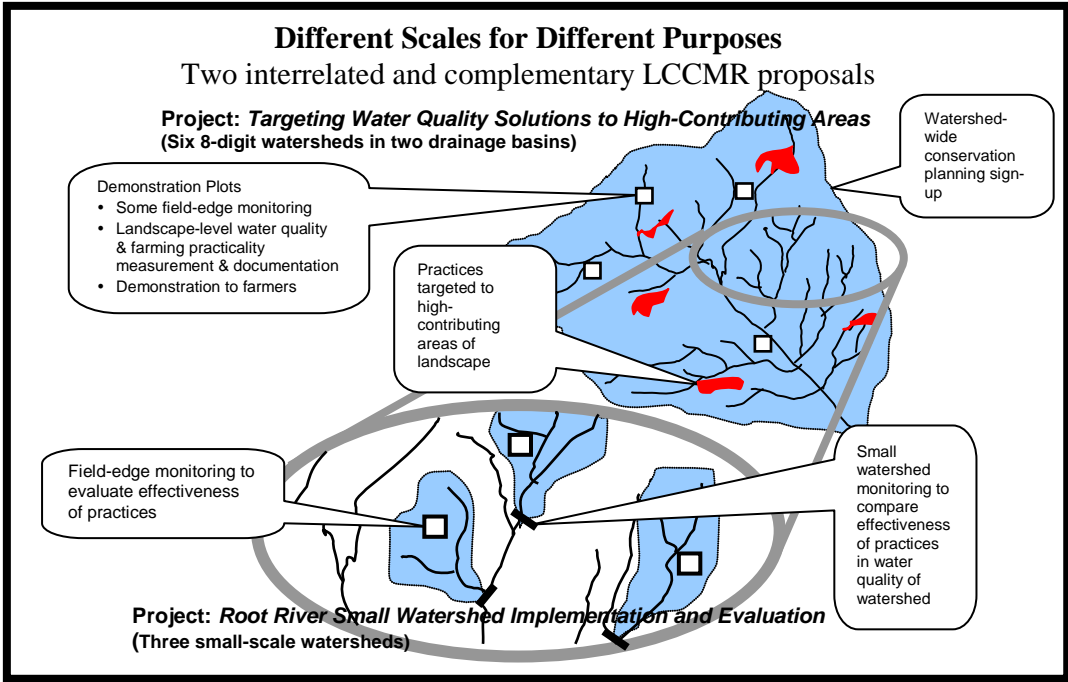 Different Scales for Different Purposes
Two interrelated and complementary LCCMR proposals
Project: Targeting Water Quality Solutions to High-Contributing Areas
(Six 8-digit watersheds in two drainage basins)
Watershed-
wide
conservation
planning sign-
up
Demonstration Plots
• Some field-edge monitoring
• Landscape-level water quality
& farming practicality
measurement & documentation
• Demonstration to farmers
Practices
targeted to
high-
contributing
areas of
landscape
Field-edge monitoring to
evaluate effectiveness
of practices
Small
watershed
monitoring to
compare
effectiveness
of practices
in water
quality of
watershed
Project: Root River Small Watershed Implementation and Evaluation
(Three small-scale watersheds)